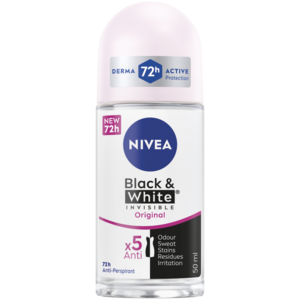 DERMA 72h ACTIVE
Protection
NEW
72h
NIVEA
Black &
White®
INVISIBLE
Original
x5
Anti
Odour
Sweat
Stains
Residues
Irritation
72h
Anti-Perspirant
50 ml